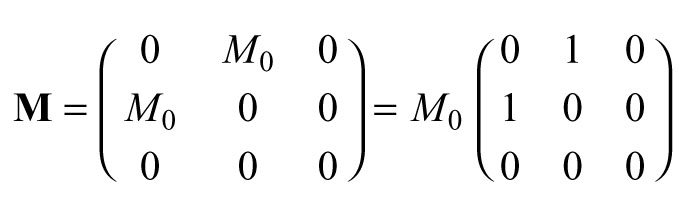 M = ( 0 M₀ 0 ) = M₀ ( 0 1 0 )
( M₀ 0 0 ) ( 1 0 0 )
( 0 0 0 ) ( 0 0 0 )